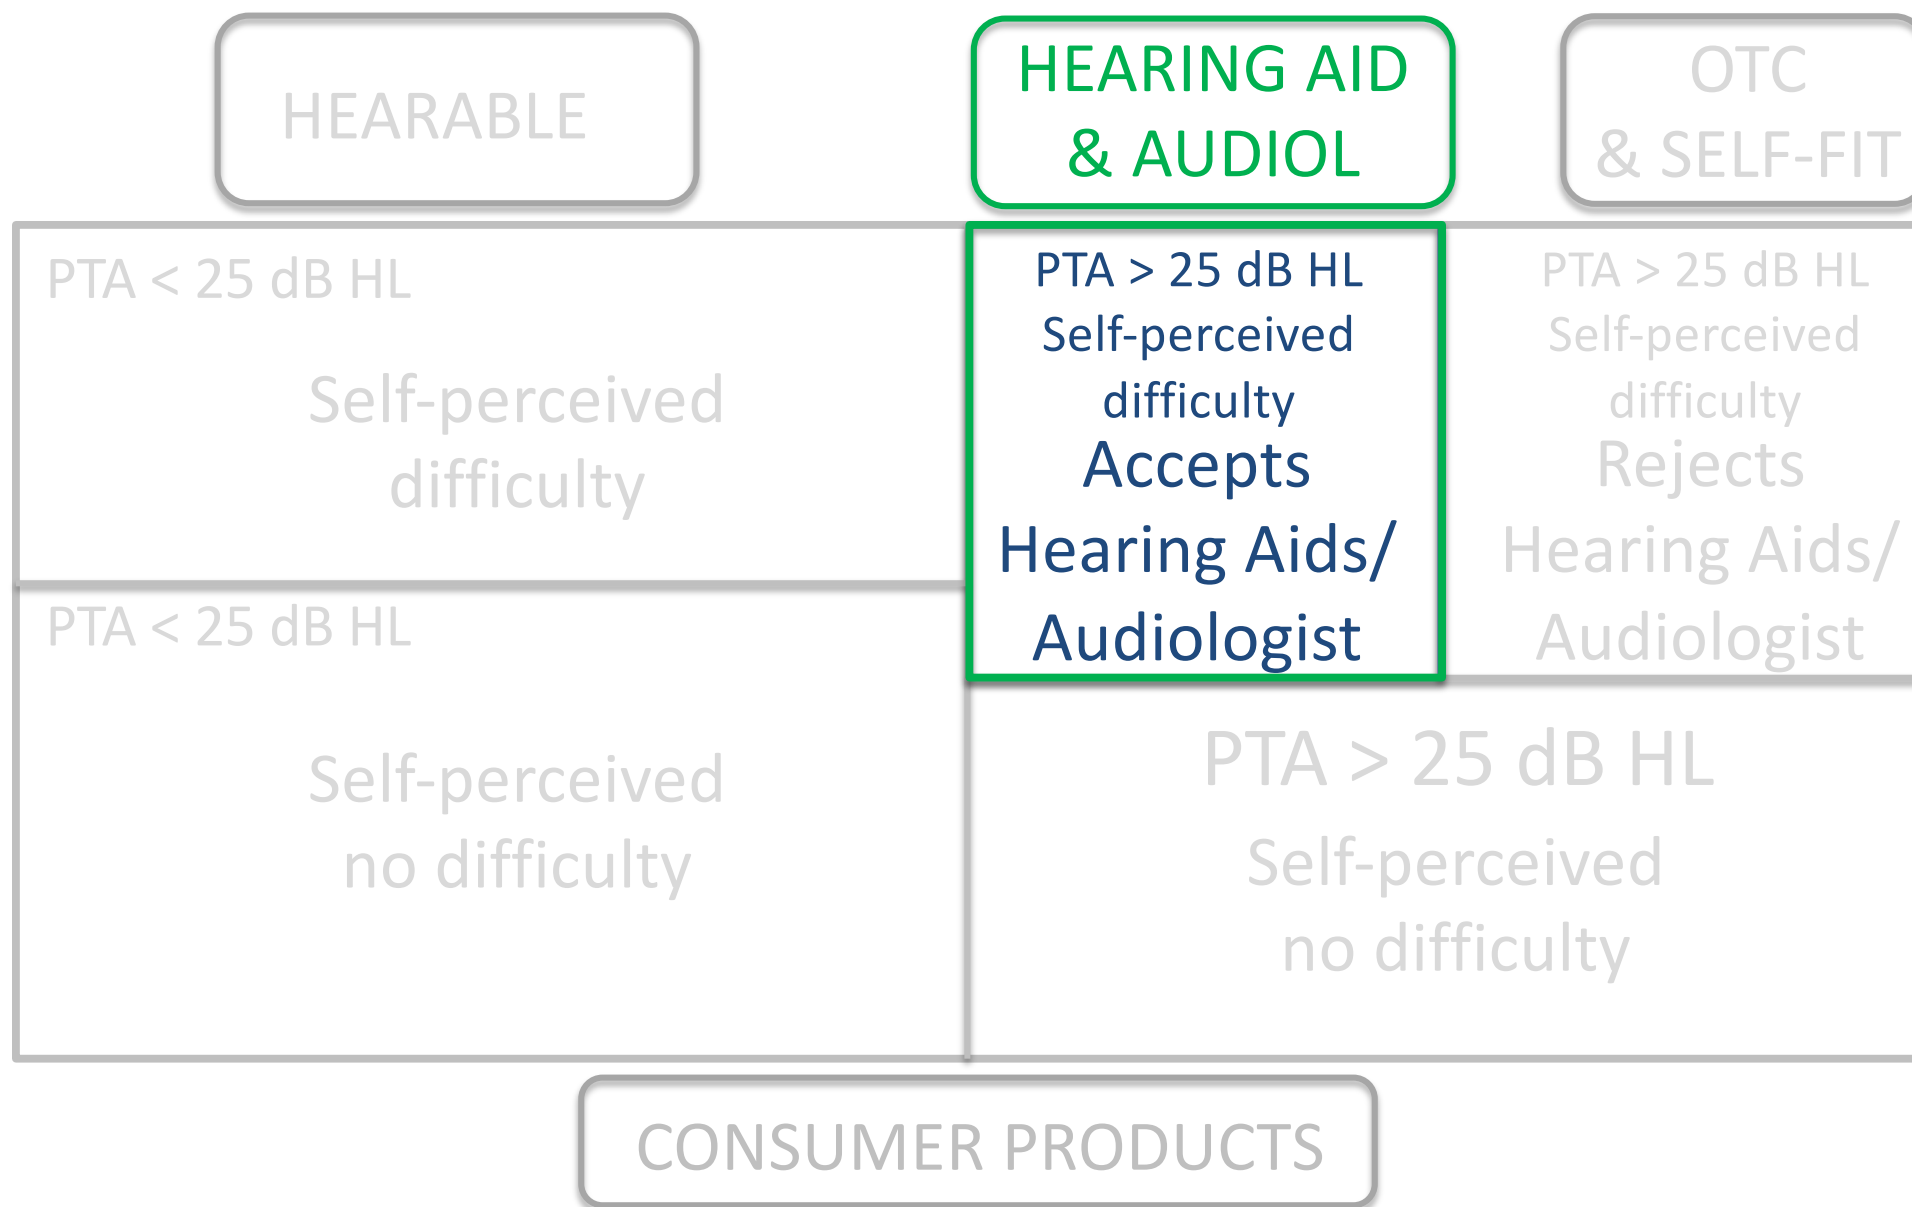 HEARABLE
HEARING AID
& AUDIOL
OTC
& SELF-FIT
PTA < 25 dB HL
Self-perceived
difficulty
PTA > 25 dB HL
Self-perceived
difficulty
Accepts
Hearing Aids/
Audiologist
PTA > 25 dB HL
Self-perceived
difficulty
Rejects
Hearing Aids/
Audiologist
PTA < 25 dB HL
Self-perceived
no difficulty
PTA > 25 dB HL
Self-perceived
no difficulty
CONSUMER PRODUCTS